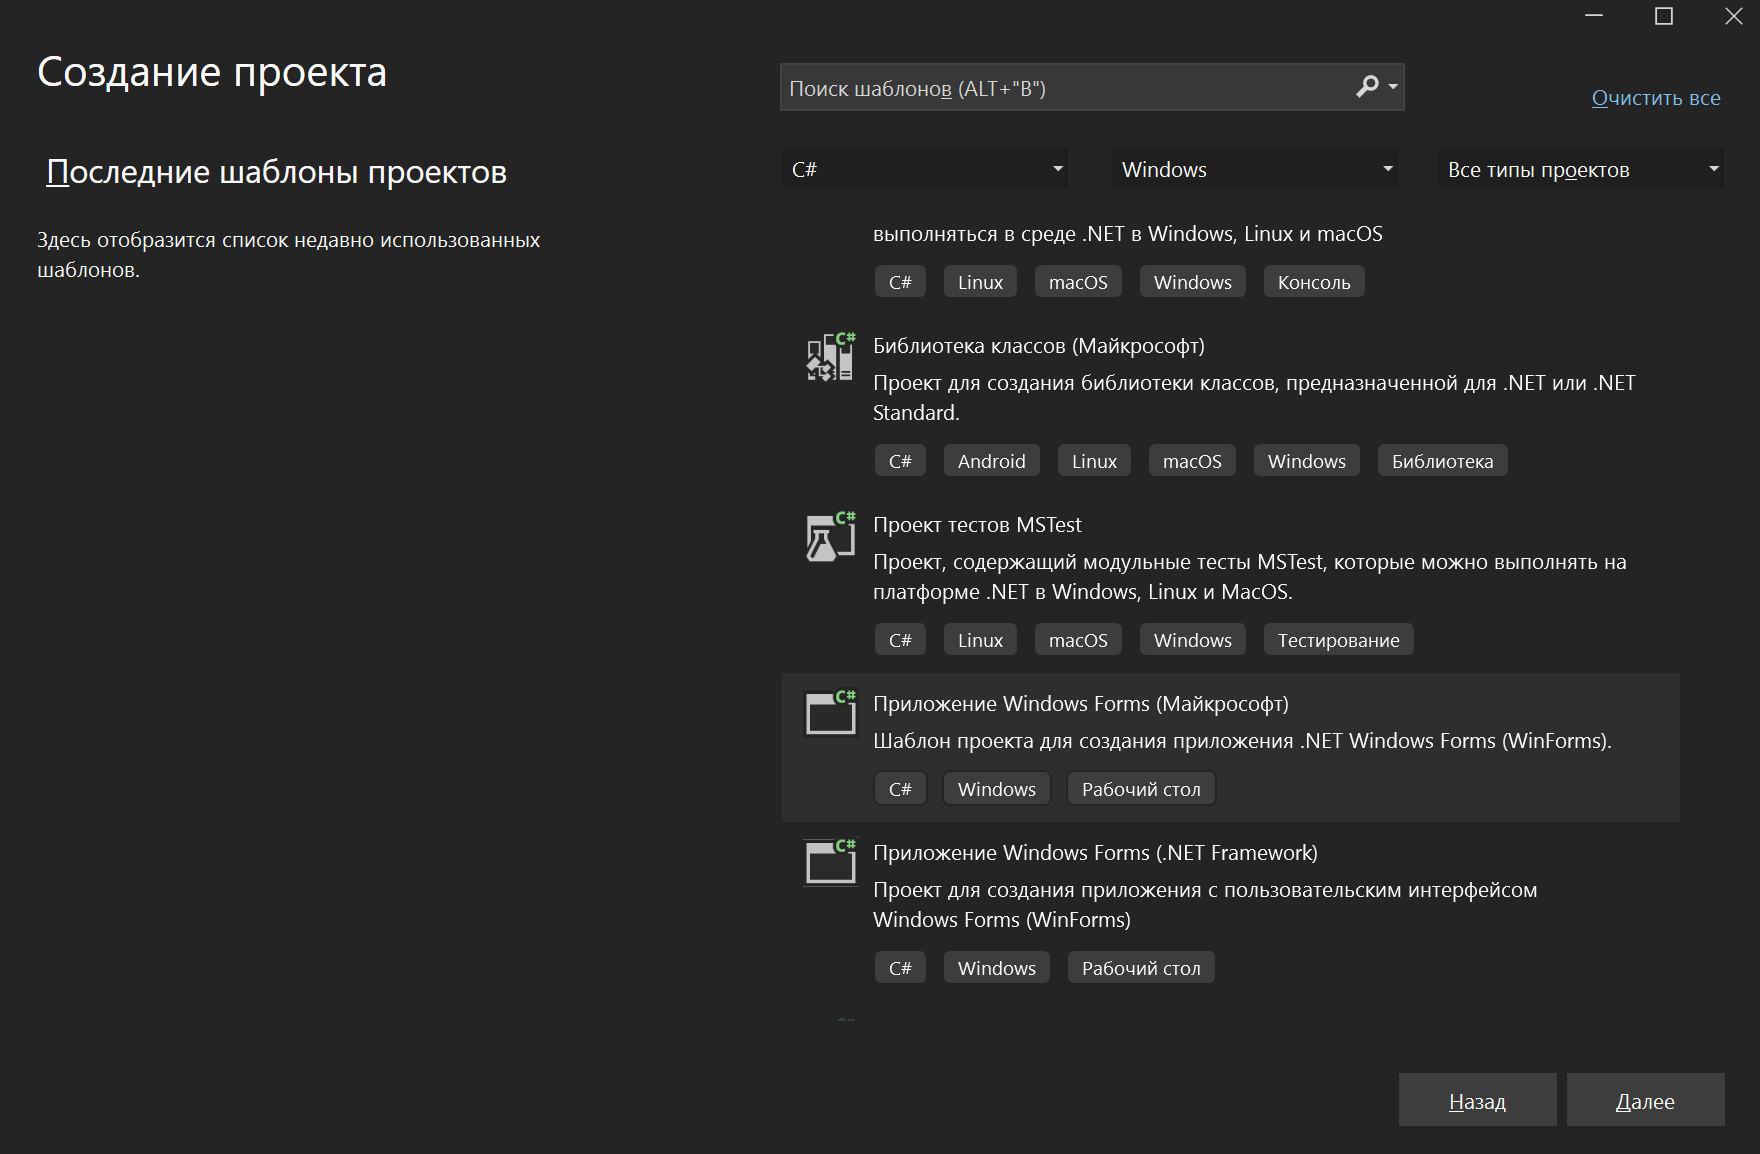 Создание проекта
Поиск шаблонов (ALT+"В")
Очистить все
Последние шаблоны проектов
Здесь отобразится список недавно использованных
шаблонов.
C#
Windows
Все типы проектов
выполняться в среде .NET в Windows, Linux и macOS
C# Linux macOS Windows Консоль
C#
Библиотека классов (Майкрософт)
Проект для создания библиотеки классов, предназначенной для .NET или .NET
Standard.
C# Android Linux macOS Windows Библиотека
C#
Проект тестов MSTest
Проект, содержащий модульные тесты MSTest, которые можно выполнять на
платформе .NET в Windows, Linux и MacOS.
C# Linux macOS Windows Тестирование
C#
Приложение Windows Forms (Майкрософт)
Шаблон проекта для создания приложения .NET Windows Forms (WinForms).
C# Windows Рабочий стол
C#
Приложение Windows Forms (.NET Framework)
Проект для создания приложения с пользовательским интерфейсом
Windows Forms (WinForms)
C# Windows Рабочий стол
Назад
Далее